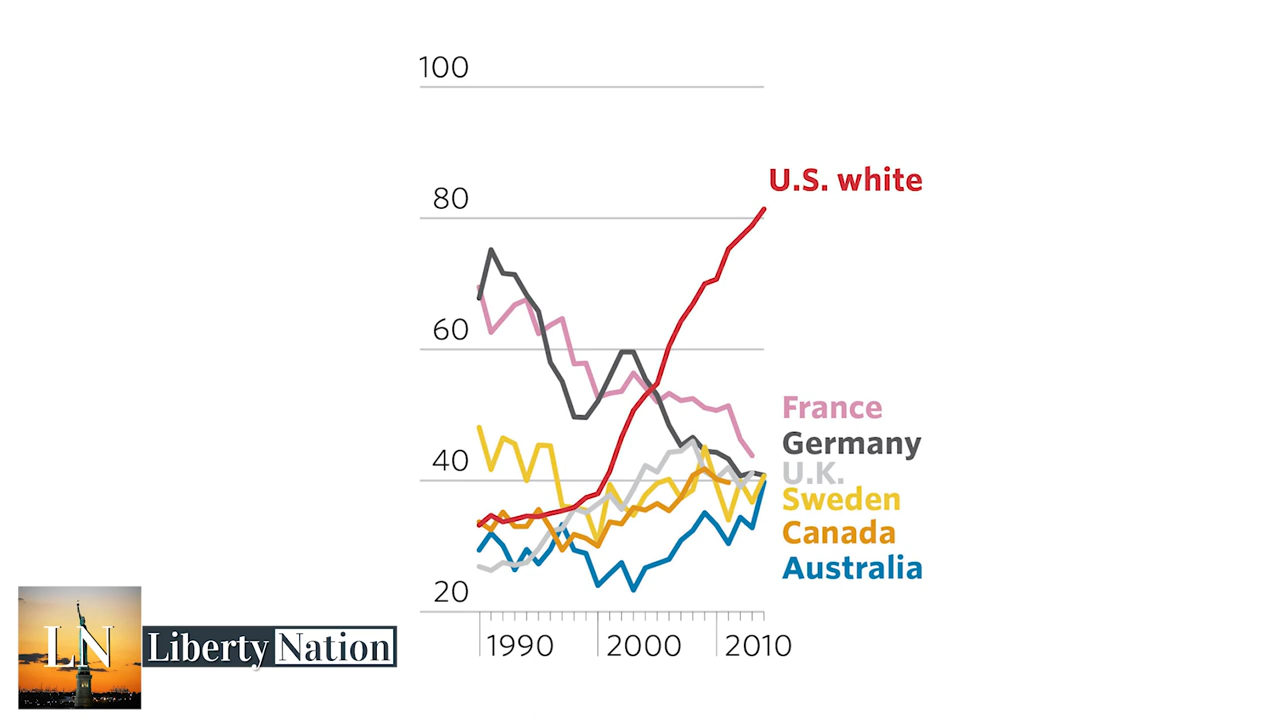 100
80
60
40
20
U.S. white
France
Germany
U.K.
Sweden
Canada
Australia
1990
2000
2010
LN
Liberty Nation